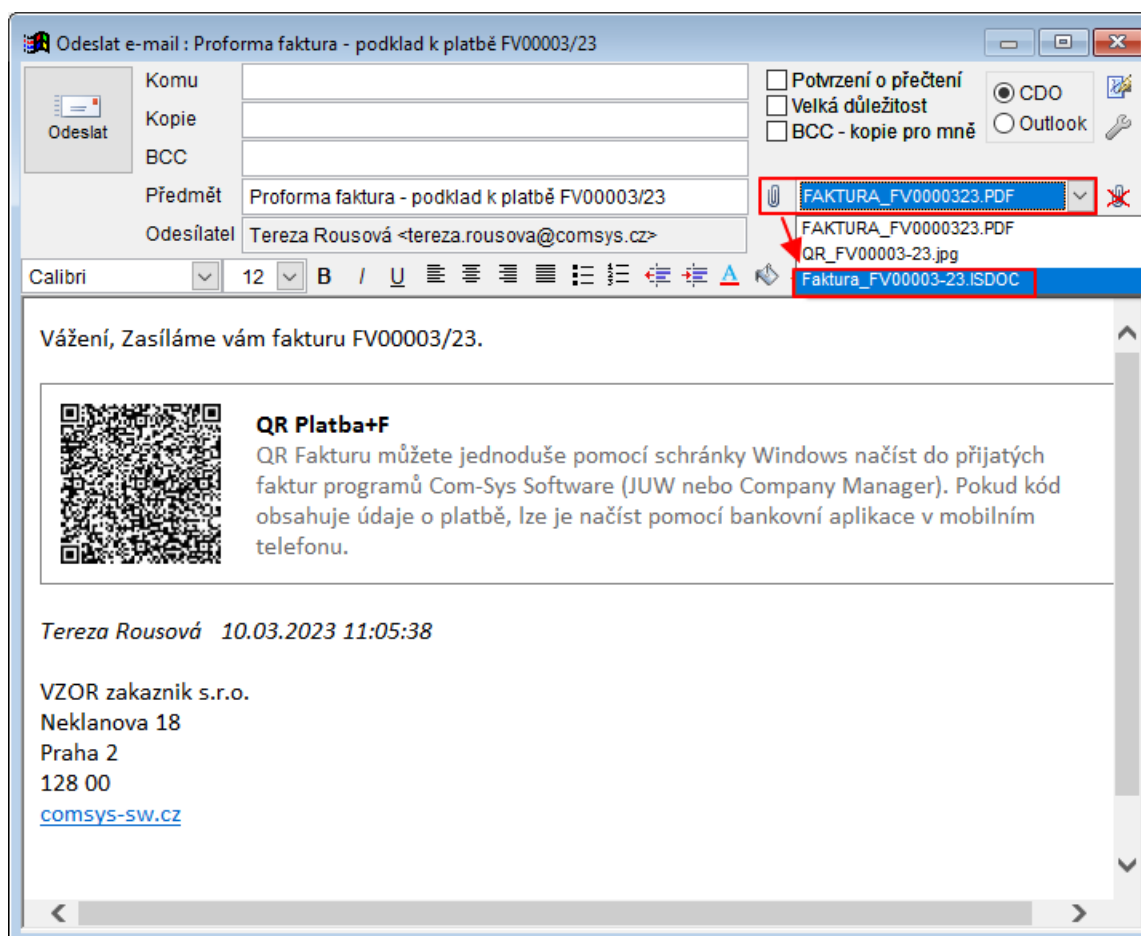 Odeslat e-mail : Proforma faktura - podklad k platbě FV00003/23
Odeslat
Komu
Kopie
BCC
Předmět
Proforma faktura - podklad k platbě FV00003/23
Odesílatel
Tereza Rousová <tereza.rousova@comsys.cz>
Potvrzení o přečtení
Velká důležitost
BCC - kopie pro mně
CDO
Outlook
FAKTURA_FV0000323.PDF
FAKTURA_FV0000323.PDF
QR_FV00003-23.jpg
Faktura_FV00003-23.ISDOC
Calibri
12
B
I
U
A
Vážení, Zasíláme vám fakturu FV00003/23.
QR Platba+F
QR Fakturu můžete jednoduše pomocí schránky Windows načíst do přijatých
faktur programů Com-Sys Software (JUW nebo Company Manager). Pokud kód
obsahuje údaje o platbě, lze je načíst pomocí bankovní aplikace v mobilním
telefonu.
Tereza Rousová 10.03.2023 11:05:38
VZOR zakaznik s.r.o.
Neklanova 18
Praha 2
128 00
comsys-sw.cz